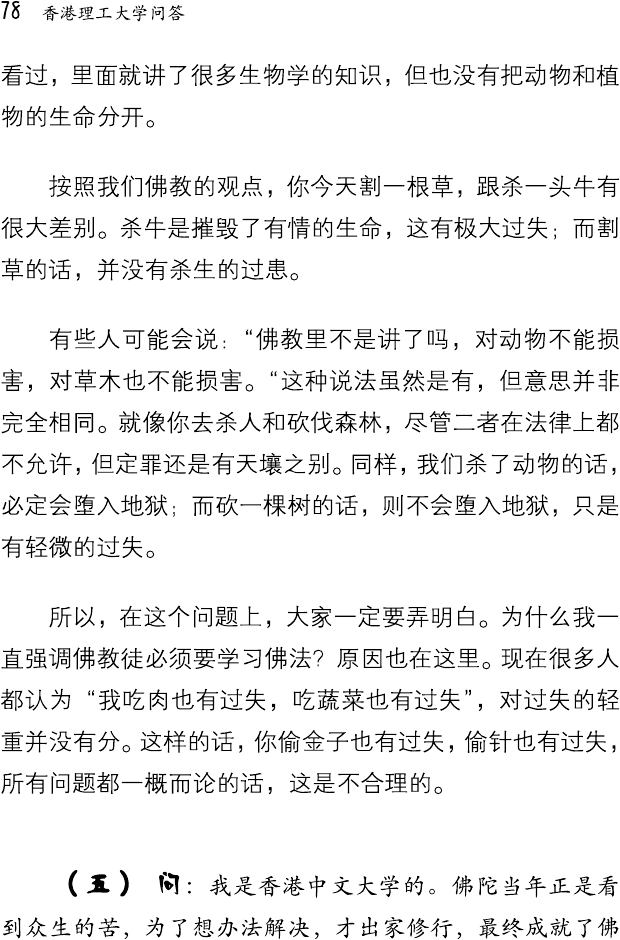 78 香港理工大学问答
看过，里面就讲了很多生物学的知识，但也没有把动物和植
物的生命分开。
按照我们佛教的观点，你今天割一根草，跟杀一头牛有
很大差别。杀牛是摧毁了有情的生命，这有极大过失；而割
草的话，并没有杀生的过患。
有些人可能会说：“佛教里不是讲了吗，对动物不能损
害，对草木也不能损害。“这种说法虽然是有，但意思并非
完全相同。就像你去杀人和砍伐森林，尽管二者在法律上都
不允许，但定罪还是有天壤之别。同样，我们杀了动物的话，
必定会堕入地狱；而砍一棵树的话，则不会堕入地狱，只是
有轻微的过失。
所以，在这个问题上，大家一定要弄明白。为什么我一
直强调佛教徒必须要学习佛法？原因也在这里。现在很多人
都认为“我吃肉也有过失，吃蔬菜也有过失”，对过失的轻
重并没有分。这样的话，你偷金子也有过失，偷针也有过失，
所有问题都一概而论的话，这是不合理的。
（五）问：我是香港中文大学的。佛陀当年正是看
到众生的苦，为了想办法解决，才出家修行，最终成就了佛